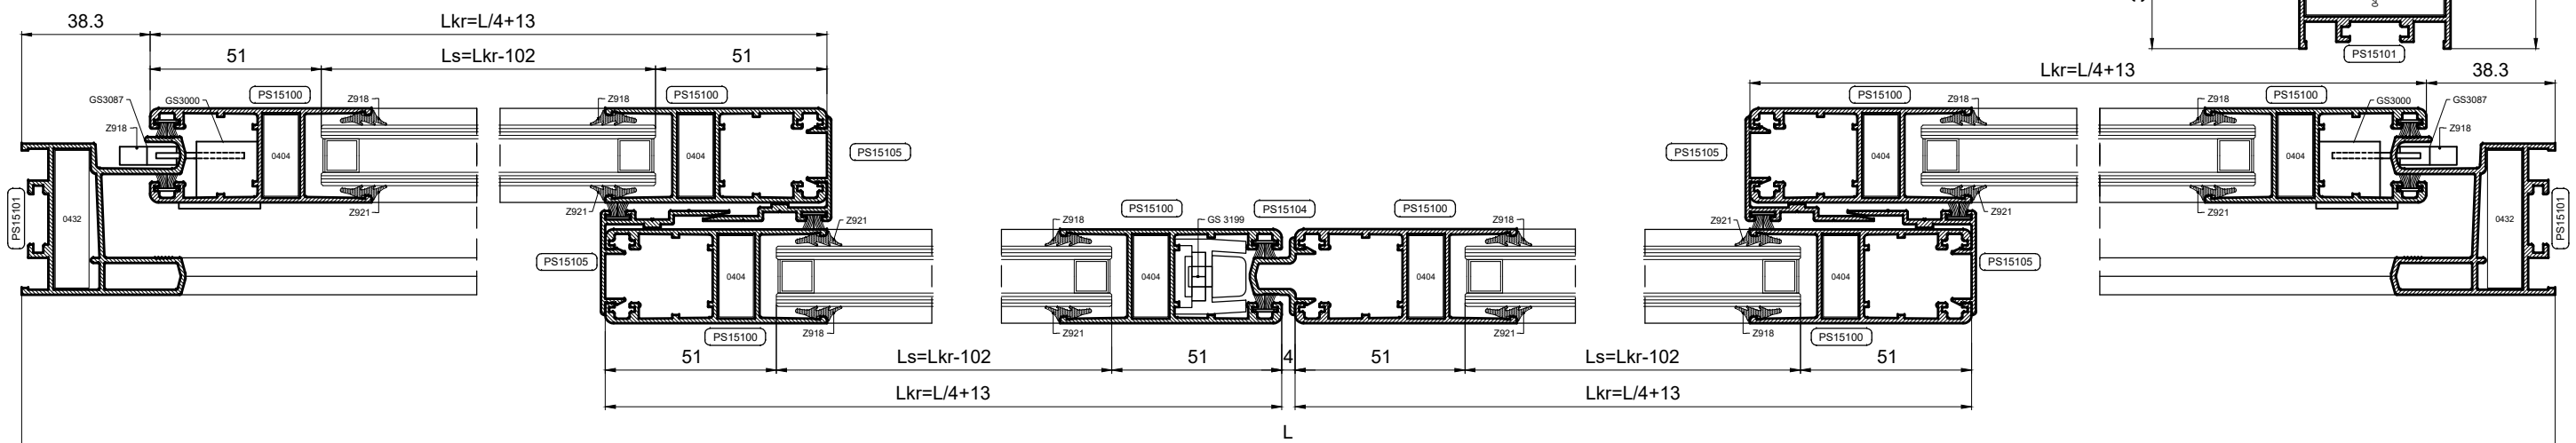 38.3
Lkr=L/4+13
51
Ls=Lkr-102
51
PS15101
Lkr=L/4+13
38.3
GS3087
GS3000
PS15100
Z918
Z918
PS15100
Z918
0404
0404
PS15105
Z921
Z921
PS15101
0432
PS15100
Z918
Z918
PS15100
GS3000
GS3087
Z918
PS15105
0404
0404
Z921
Z921
0432
PS15101
PS15105
Z921
0404
Z918
PS15100
Z918
PS15100
GS 3199
PS15104
PS15100
Z918
0404
0404
Z921
Z921
Z921
0404
PS15105
Z918
PS15100
51
Ls=Lkr-102
51
4
51
Ls=Lkr-102
51
Lkr=L/4+13
Lkr=L/4+13
L